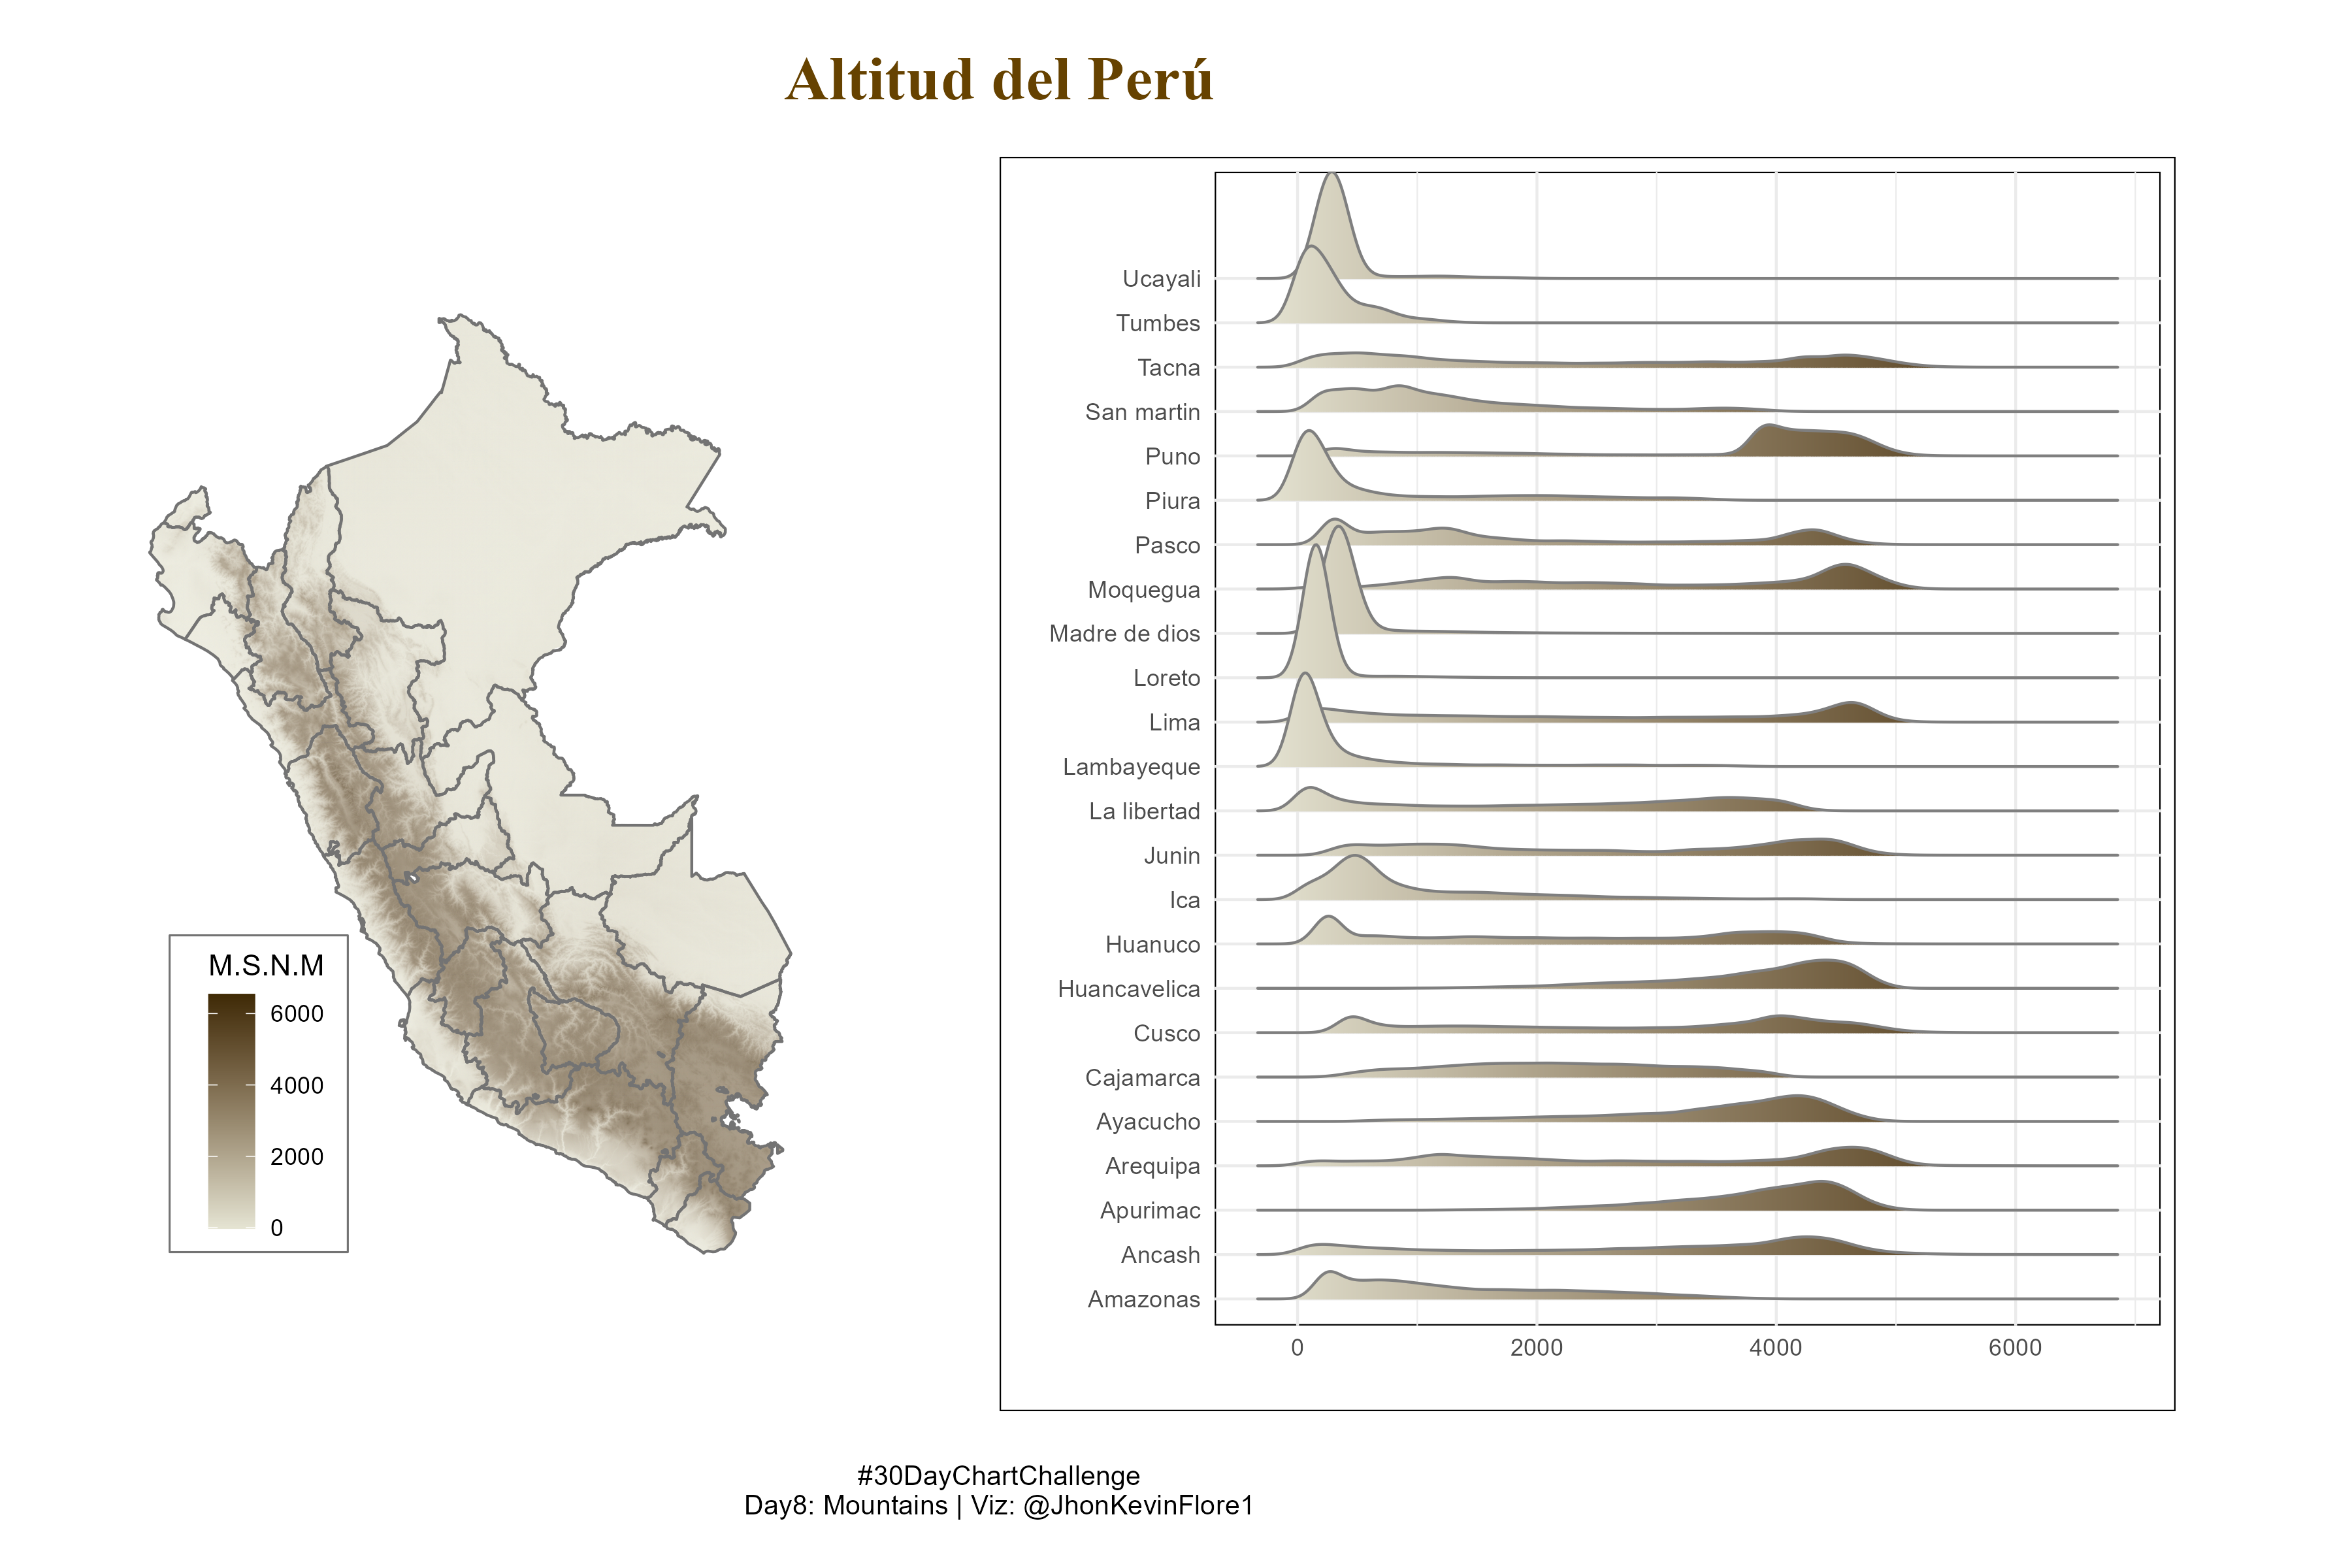 Altitud del Perú
M.S.N.M
6000
4000
2000
0
Ucayali
Tumbes
Tacna
San martin
Puno
Piura
Pasco
Moquegua
Madre de dios
Loreto
Lima
Lambayeque
La libertad
Junin
Ica
Huanuco
Huancavelica
Cusco
Cajamarca
Ayacucho
Arequipa
Apurimac
Ancash
Amazonas
0 2000 4000 6000
#30DayChartChallenge
Day8: Mountains | Viz: @JhonKevinFlore1